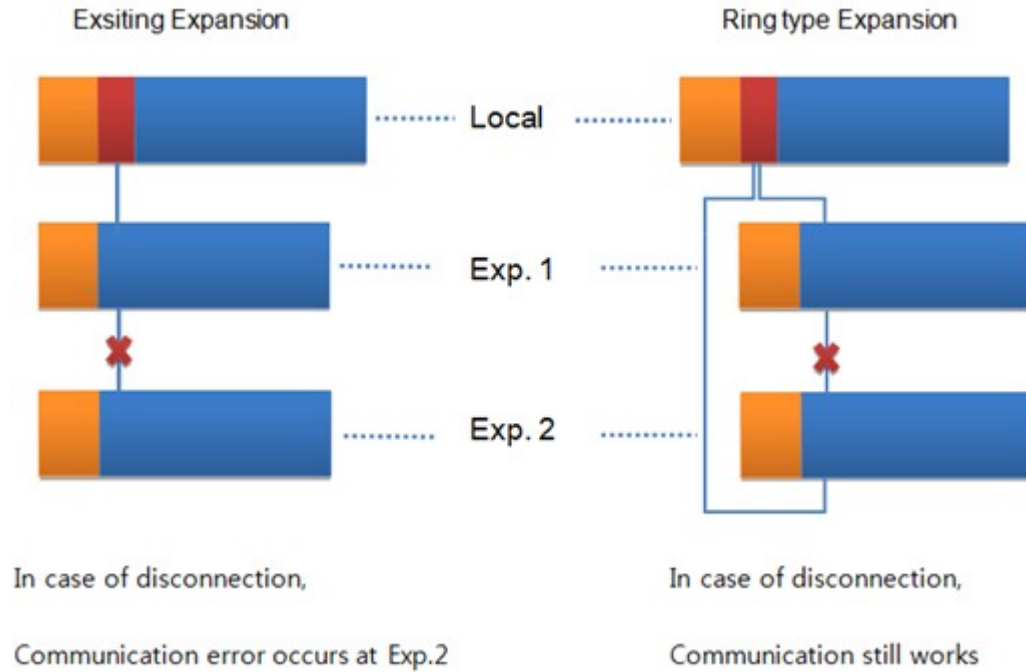 Exsiting Expansion
Ring type Expansion
Local
Exp. 1
Exp. 2
In case of disconnection,
Communication error occurs at Exp.2
In case of disconnection,
Communication still works